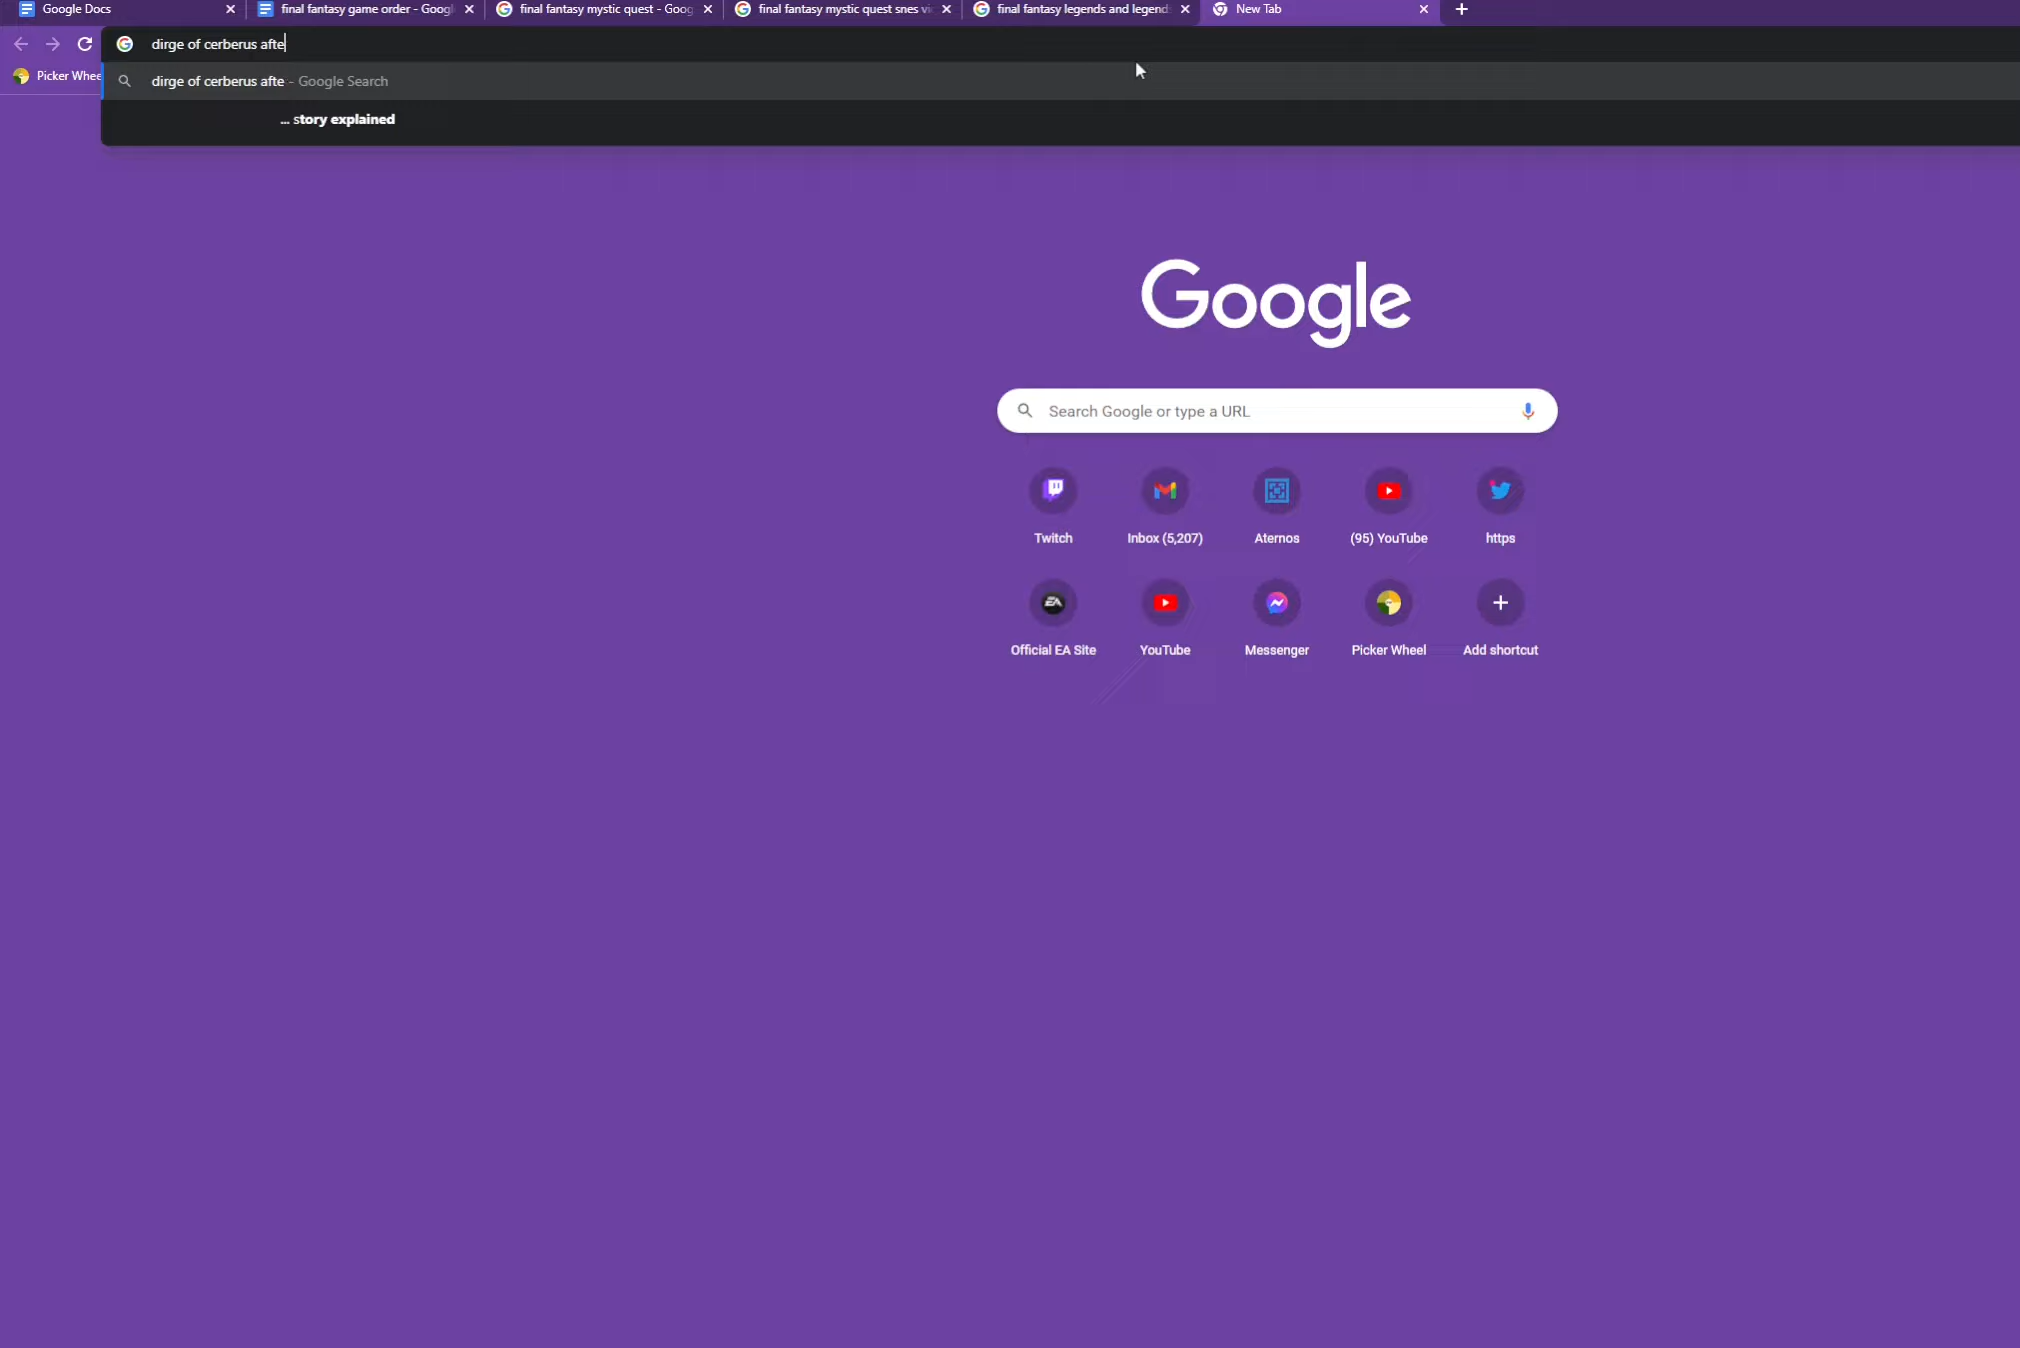 Google Docs
final fantasy game order - Googl
final fantasy mystic quest - Goog
final fantasy mystic quest snes vi
final fantasy legends and legend
New Tab
dirge of cerberus afte
Picker Whee
dirge of cerberus afte - Google Search
... story explained
Google
Search Google or type a URL
Twitch
Inbox (5,207)
Aternos
(95) YouTube
https
EA
Official EA Site
YouTube
Messenger
Picker Wheel
Add shortcut